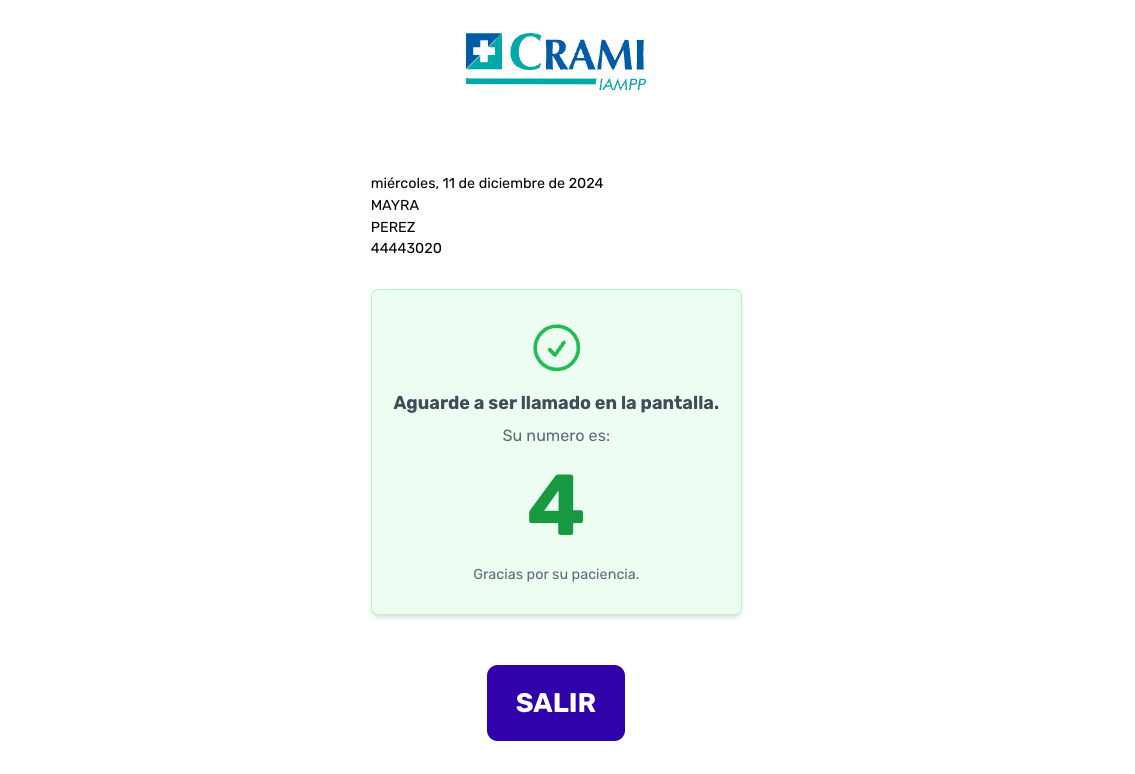 CRAMI
IAMPP
miércoles, 11 de diciembre de 2024
MAYRA
PEREZ
44443020
Aguarde a ser llamado en la pantalla.
Su numero es:
4
Gracias por su paciencia.
SALIR